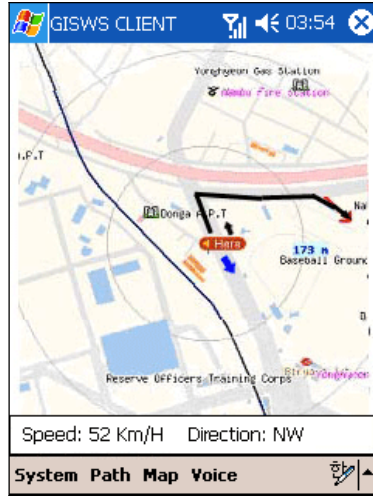 GISWS CLIENT 03:54
Yonghyeon Gas Station
Nambu fire station
A.P.T
Donga A.P.T
Here
173 m
Baseball Ground
Reserve Officers Training Corps
Speed: 52 Km/H Direction: NW
System Path Map Voice